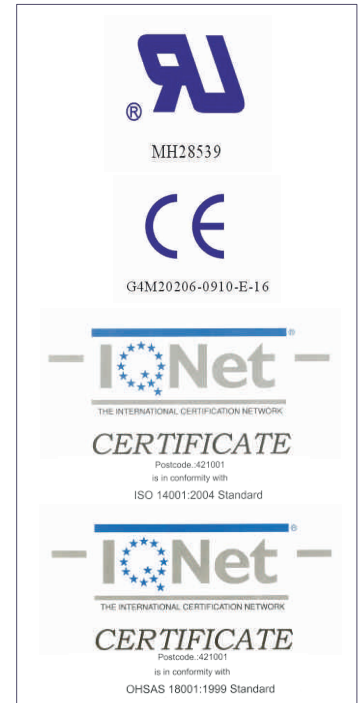 ®
MH28539
CE
G4M20206-0910-E-16
®
IQNet
THE INTERNATIONAL CERTIFICATION NETWORK
CERTIFICATE
Postcode.:421001
is in conformity with
ISO 14001:2004 Standard
®
IQNet
THE INTERNATIONAL CERTIFICATION NETWORK
CERTIFICATE
Postcode.:421001
is in conformity with
OHSAS 18001:1999 Standard